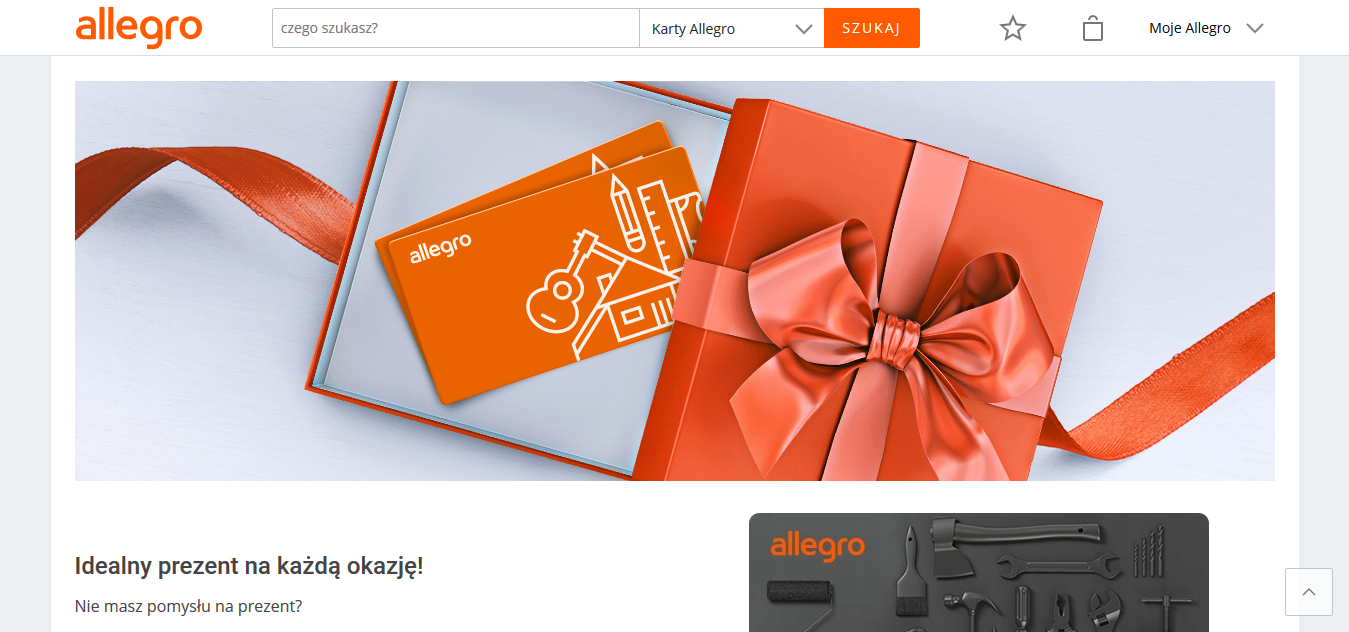 allegro
czego szukasz?
Karty Allegro
SZUKAJ
Moje Allegro
allegro
Idealny prezent na każdą okazję!
Nie masz pomysłu na prezent?
allegro